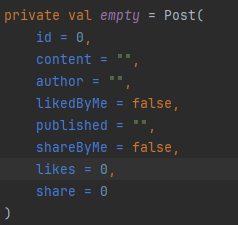 private val empty = Post(
    id = 0,
    content = "",
    author = "",
    likedByMe = false,
    published = "",
    shareByMe = false,
    likes = 0,
    share = 0
)